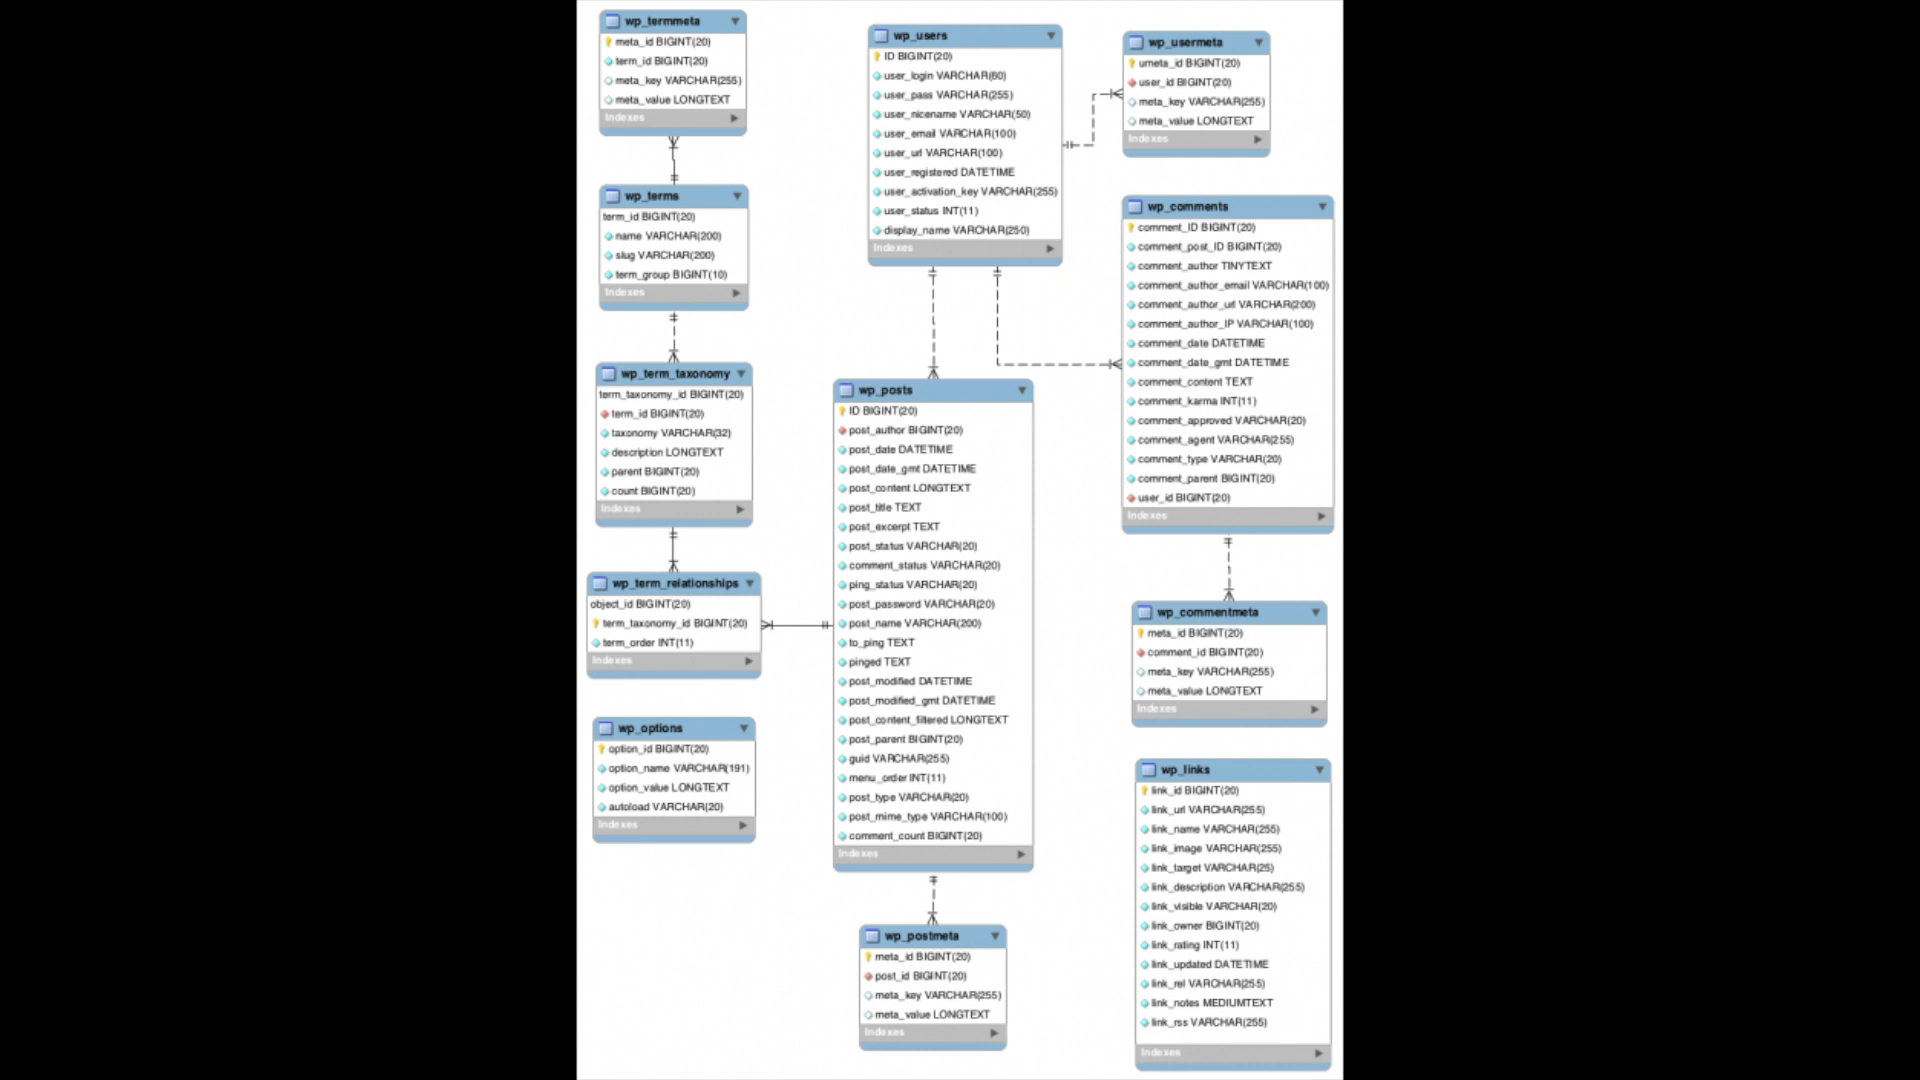 wp_termmeta
meta_id BIGINT(20)
term_id BIGINT(20)
meta_key VARCHAR(255)
meta_value LONGTEXT
Indexes
wp_terms
term_id BIGINT(20)
name VARCHAR(200)
slug VARCHAR(200)
term_group BIGINT(10)
Indexes
wp_term_taxonomy
term_taxonomy_id BIGINT(20)
term_id BIGINT(20)
taxonomy VARCHAR(32)
description LONGTEXT
parent BIGINT(20)
count BIGINT(20)
Indexes
wp_term_relationships
object_id BIGINT(20)
term_taxonomy_id BIGINT(20)
term_order INT(11)
Indexes
wp_options
option_id BIGINT(20)
option_name VARCHAR(191)
option_value LONGTEXT
autoload VARCHAR(20)
Indexes
wp_users
ID BIGINT(20)
user_login VARCHAR(60)
user_pass VARCHAR(255)
user_nicename VARCHAR(50)
user_email VARCHAR(100)
user_url VARCHAR(100)
user_registered DATETIME
user_activation_key VARCHAR(255)
user_status INT(11)
display_name VARCHAR(250)
Indexes
wp_posts
ID BIGINT(20)
post_author BIGINT(20)
post_date DATETIME
post_date_gmt DATETIME
post_content LONGTEXT
post_title TEXT
post_excerpt TEXT
post_status VARCHAR(20)
comment_status VARCHAR(20)
ping_status VARCHAR(20)
post_password VARCHAR(20)
post_name VARCHAR(200)
to_ping TEXT
pinged TEXT
post_modified DATETIME
post_modified_gmt DATETIME
post_content_filtered LONGTEXT
post_parent BIGINT(20)
guid VARCHAR(255)
menu_order INT(11)
post_type VARCHAR(20)
post_mime_type VARCHAR(100)
comment_count BIGINT(20)
Indexes
wp_postmeta
meta_id BIGINT(20)
post_id BIGINT(20)
meta_key VARCHAR(255)
meta_value LONGTEXT
Indexes
wp_usermeta
umeta_id BIGINT(20)
user_id BIGINT(20)
meta_key VARCHAR(255)
meta_value LONGTEXT
Indexes
wp_comments
comment_ID BIGINT(20)
comment_post_ID BIGINT(20)
comment_author TINYTEXT
comment_author_email VARCHAR(100)
comment_author_url VARCHAR(200)
comment_author_IP VARCHAR(100)
comment_date DATETIME
comment_date_gmt DATETIME
comment_content TEXT
comment_karma INT(11)
comment_approved VARCHAR(20)
comment_agent VARCHAR(255)
comment_type VARCHAR(20)
comment_parent BIGINT(20)
user_id BIGINT(20)
Indexes
wp_commentmeta
meta_id BIGINT(20)
comment_id BIGINT(20)
meta_key VARCHAR(255)
meta_value LONGTEXT
Indexes
wp_links
link_id BIGINT(20)
link_url VARCHAR(255)
link_name VARCHAR(255)
link_image VARCHAR(255)
link_target VARCHAR(25)
link_description VARCHAR(255)
link_visible VARCHAR(20)
link_owner BIGINT(20)
link_rating INT(11)
link_updated DATETIME
link_rel VARCHAR(255)
link_notes MEDIUMTEXT
link_rss VARCHAR(255)
Indexes